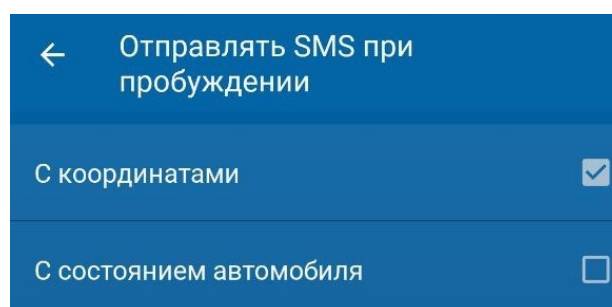 Отправлять SMS при
пробуждении
С координатами
С состоянием автомобиля